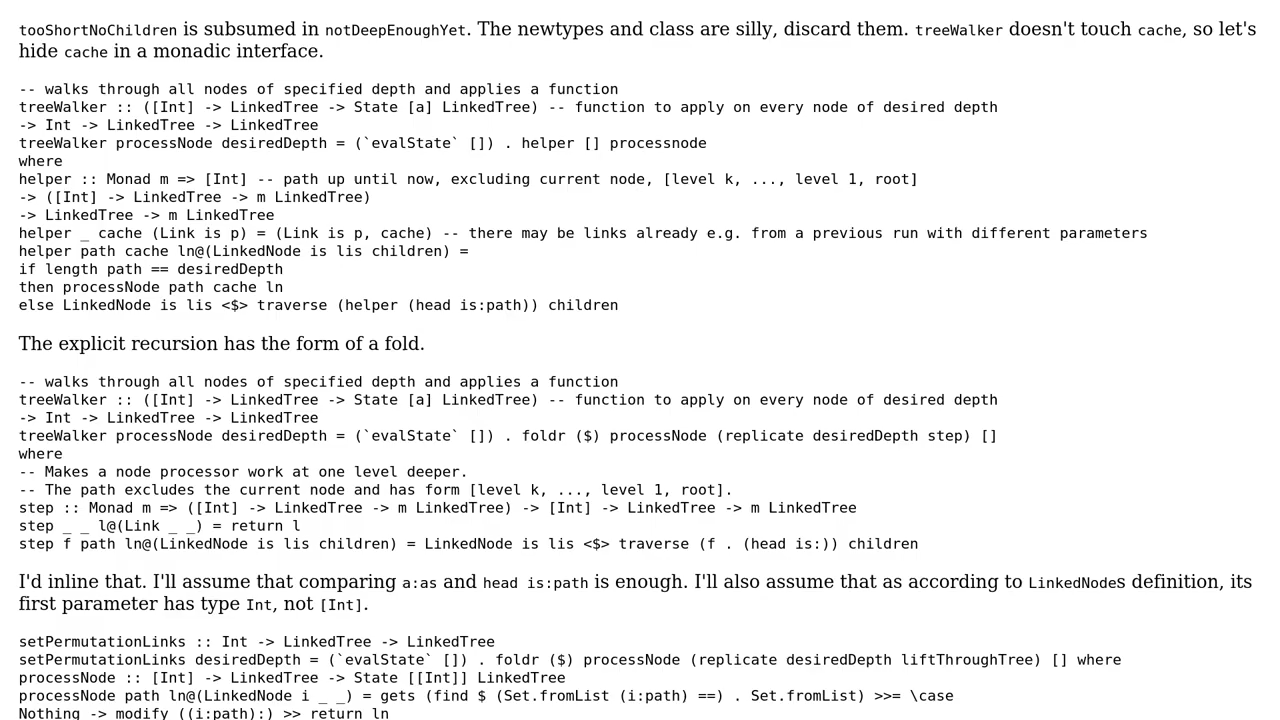 tooShortNoChildren is subsumed in notDeepEnoughYet. The newtypes and class are silly, discard them. treeWalker doesn't touch cache, so let's
hide cache in a monadic interface.
-- walks through all nodes of specified depth and applies a function
treeWalker :: ([Int] -> LinkedTree -> State [a] LinkedTree) -- function to apply on every node of desired depth
-> Int -> LinkedTree -> LinkedTree
treeWalker processNode desiredDepth = (`evalState` []) . helper [] processnode
where
helper :: Monad m => [Int] -- path up until now, excluding current node, [level k, ..., level 1, root]
-> ([Int] -> LinkedTree -> m LinkedTree)
-> LinkedTree -> m LinkedTree
helper _ cache (Link is p) = (Link is p, cache) -- there may be links already e.g. from a previous run with different parameters
helper path cache ln@(LinkedNode is lis children) =
if length path == desiredDepth
then processNode path cache ln
else LinkedNode is lis <$> traverse (helper (head is:path)) children
The explicit recursion has the form of a fold.
-- walks through all nodes of specified depth and applies a function
treeWalker :: ([Int] -> LinkedTree -> State [a] LinkedTree) -- function to apply on every node of desired depth
-> Int -> LinkedTree -> LinkedTree
treeWalker processNode desiredDepth = (`evalState` []) . foldr ($) processNode (replicate desiredDepth step) []
where
-- Makes a node processor work at one level deeper.
-- The path excludes the current node and has form [level k, ..., level 1, root].
step :: Monad m => ([Int] -> LinkedTree -> m LinkedTree) -> [Int] -> LinkedTree -> m LinkedTree
step _ _ l@(Link _ _) = return l
step f path ln@(LinkedNode is lis children) = LinkedNode is lis <$> traverse (f . (head is:)) children
I'd inline that. I'll assume that comparing a:as and head is:path is enough. I'll also assume that as according to LinkedNodes definition, its
first parameter has type Int, not [Int].
setPermutationLinks :: Int -> LinkedTree -> LinkedTree
setPermutationLinks desiredDepth = (`evalState` []) . foldr ($) processNode (replicate desiredDepth liftThroughTree) [] where
processNode :: [Int] -> LinkedTree -> State [[Int]] LinkedTree
processNode path ln@(LinkedNode i _ _) = gets (find $ (Set.fromList (i:path) ==) . Set.fromList) >>= \case
Nothing -> modify ((i:path):) >> return ln